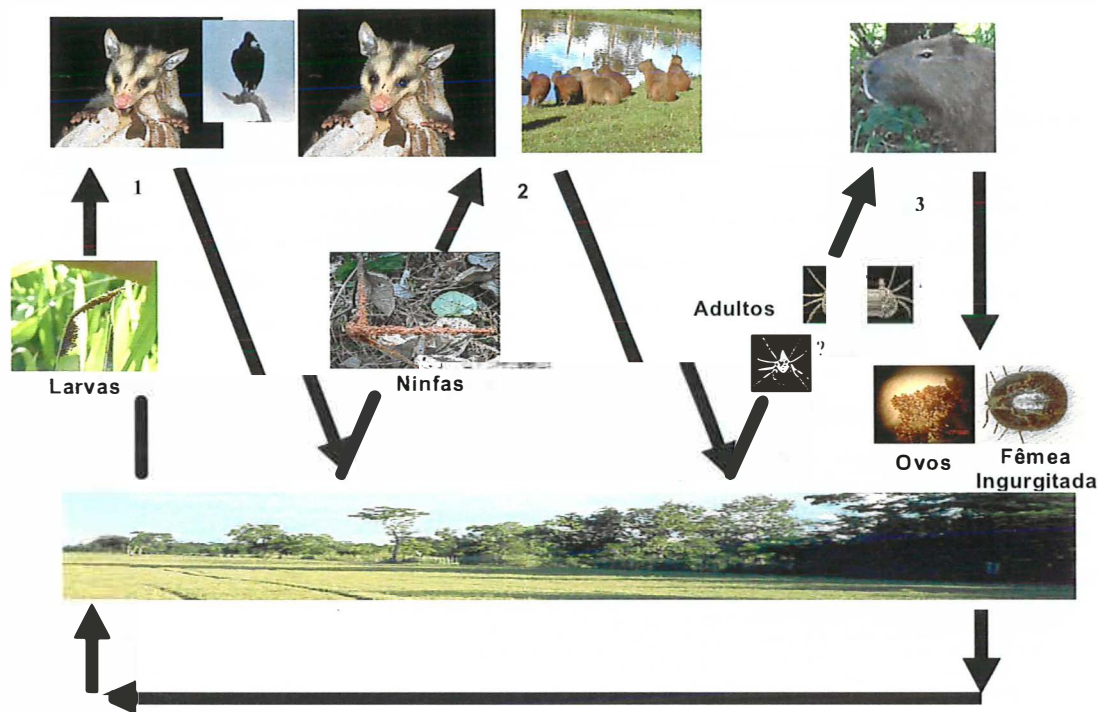 1
2
3
Larvas
Ninfas
Adultos
?
Ovos
Fêmea
Ingurgitada